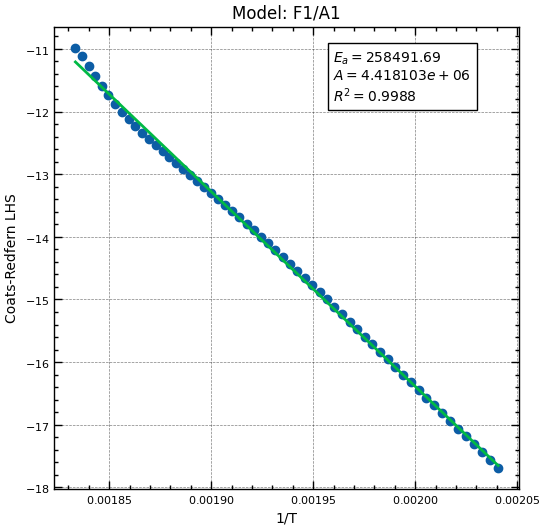 Model: F1/A1
−11
−12
−13
−14
−15
−16
−17
−18
Coats-Redfern LHS
E_a = 258491.69
A = 4.418103e + 06
R² = 0.9988
0.00185 0.00190 0.00195 0.00200 0.00205
1/T